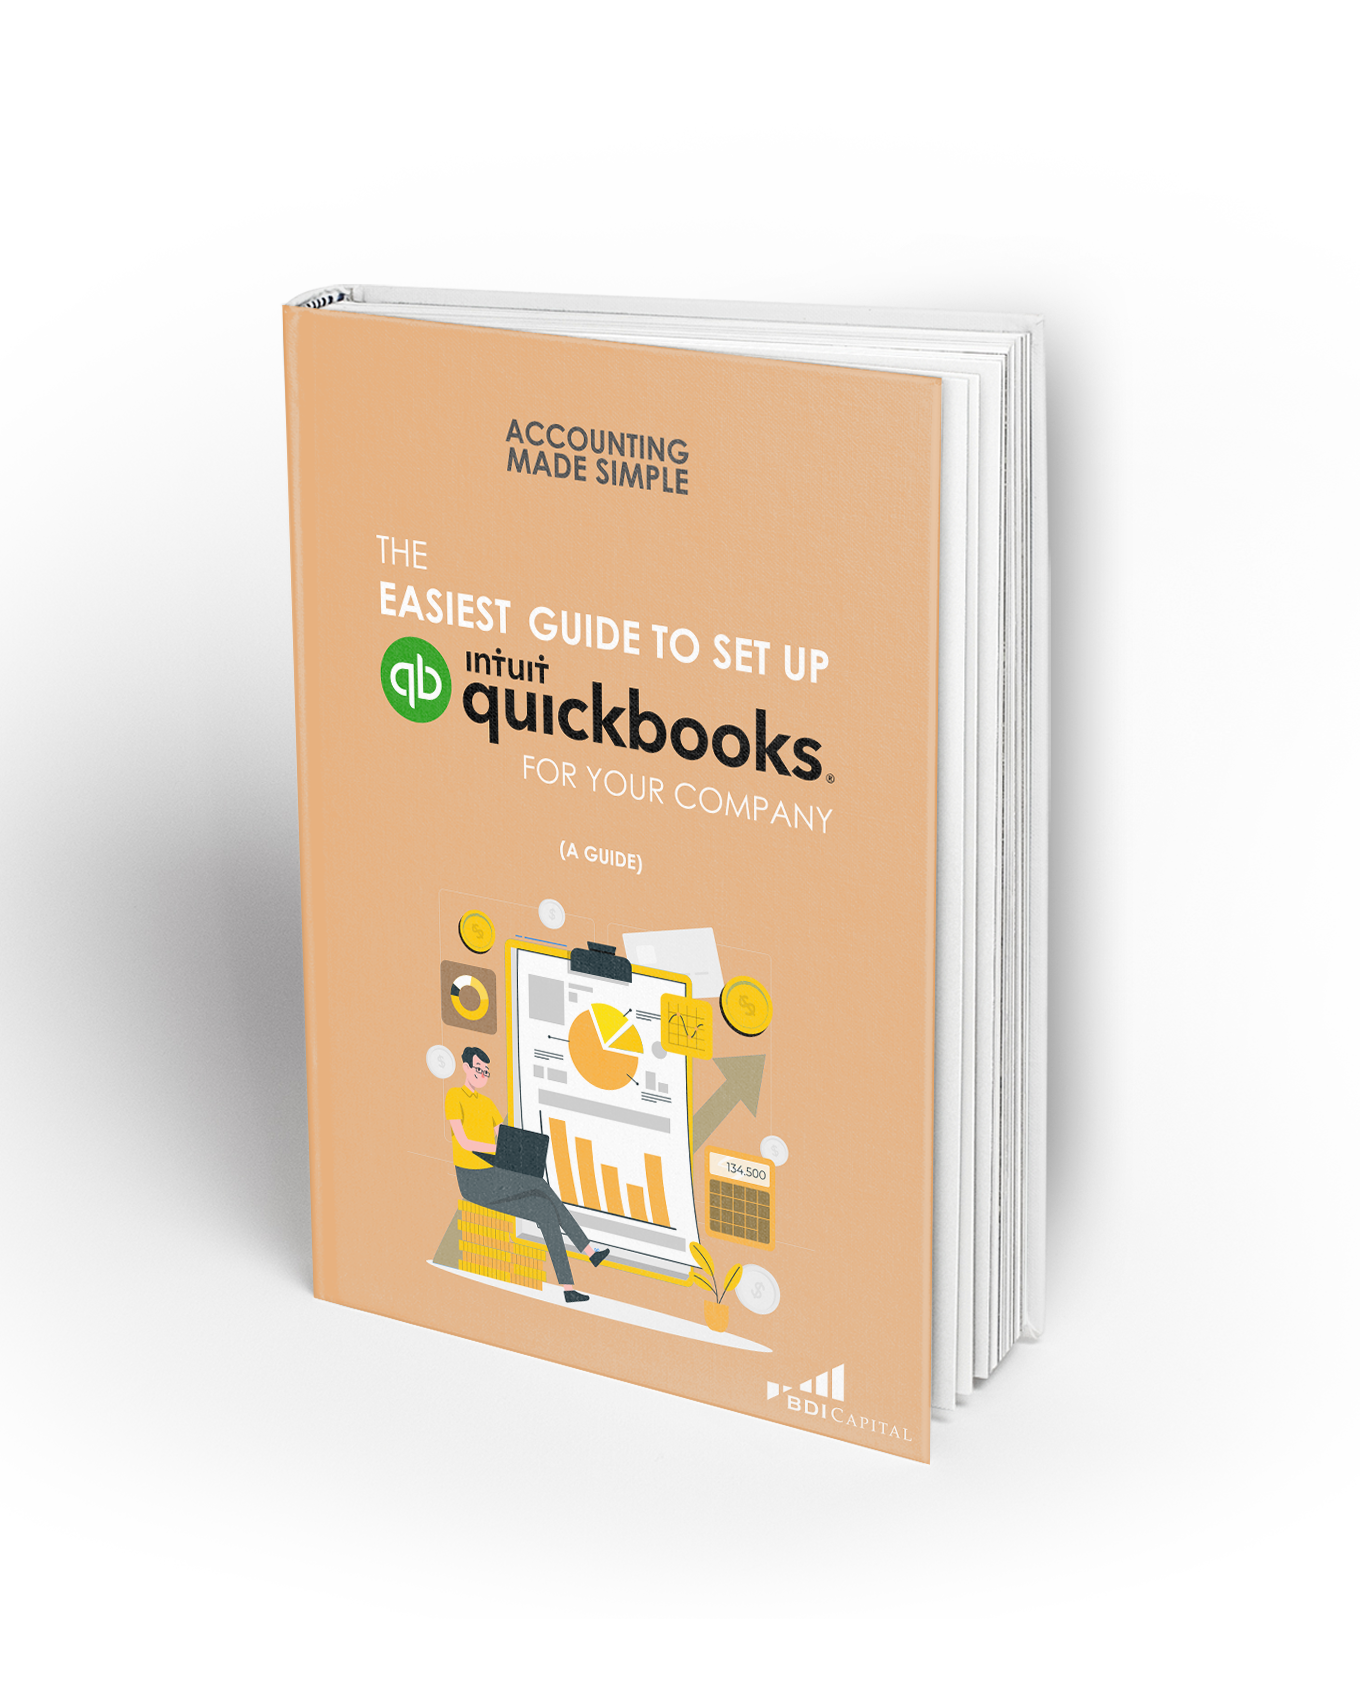 ACCOUNTING
MADE SIMPLE
THE
EASIEST GUIDE TO SET UP
qb intuit
quickbooks®
FOR YOUR COMPANY
(A GUIDE)
134.500
BDI CAPITAL